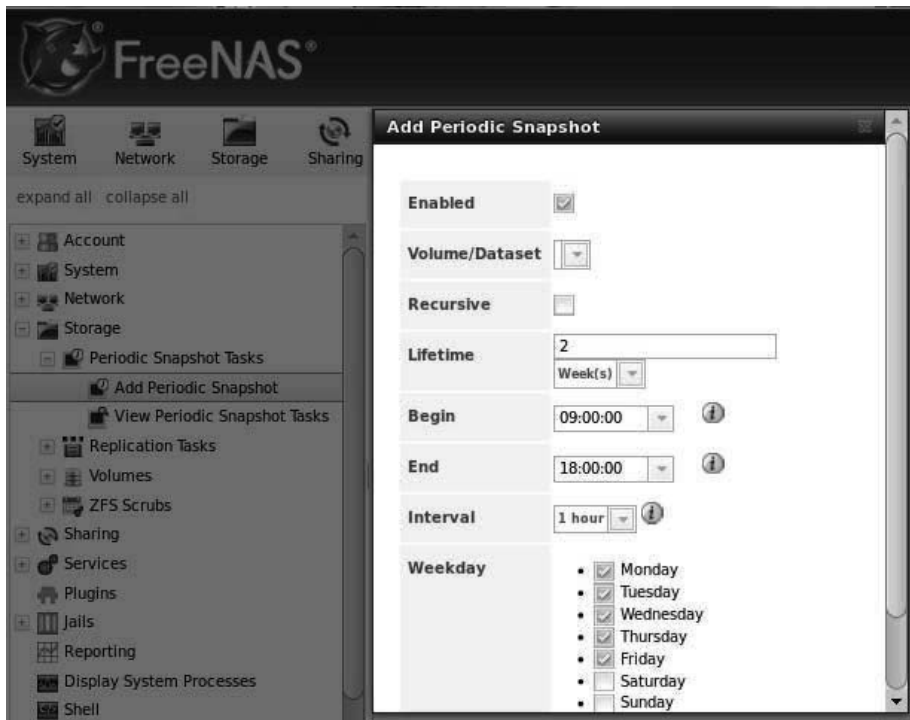 FreeNAS®
System Network Storage Sharing
expand all collapse all
Account
System
Network
Storage
Periodic Snapshot Tasks
Add Periodic Snapshot
View Periodic Snapshot Tasks
Replication Tasks
Volumes
ZFS Scrubs
Sharing
Services
Plugins
Jails
Reporting
Display System Processes
Shell
Add Periodic Snapshot
Enabled
Volume/Dataset
Recursive
Lifetime
2
Week(s)
Begin
09:00:00
End
18:00:00
Interval
1 hour
Weekday
Monday
Tuesday
Wednesday
Thursday
Friday
Saturday
Sunday